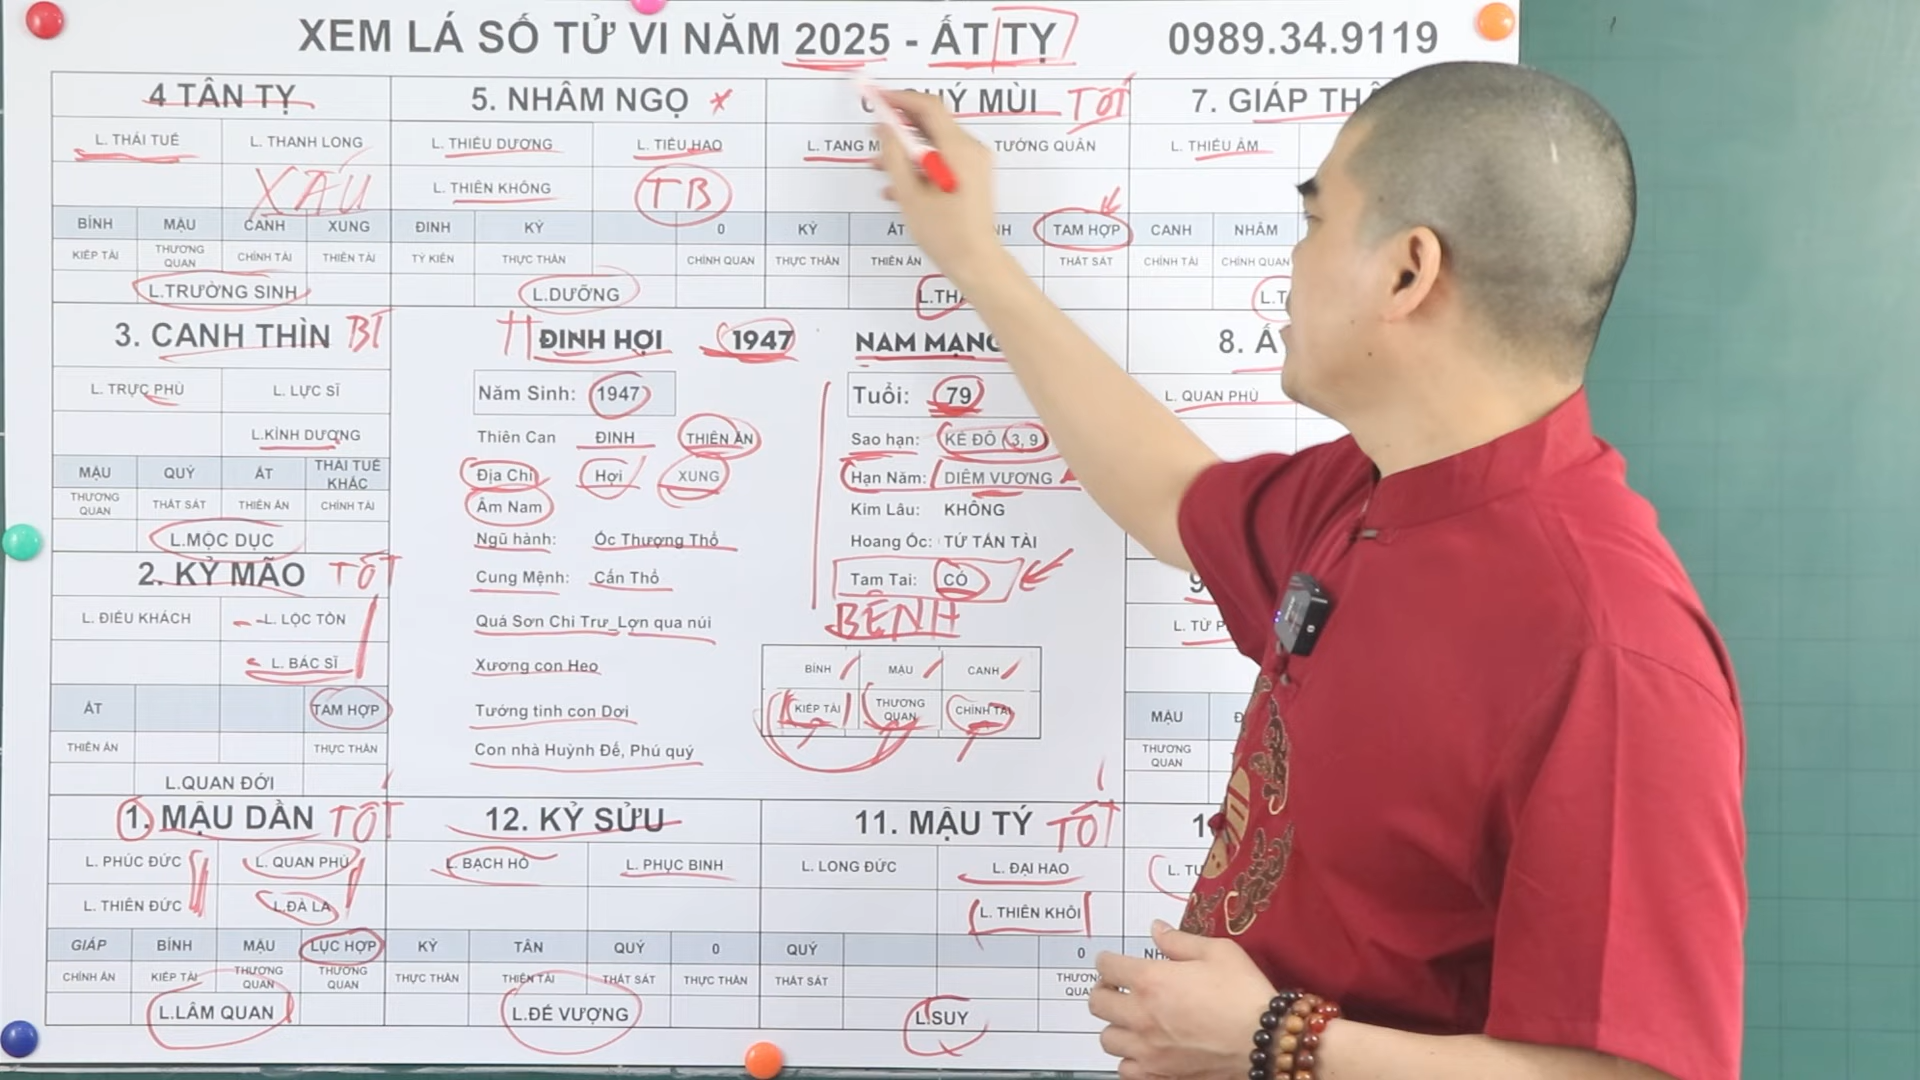 XEM LÁ SỐ TỬ VI NĂM 2025 - ẤT TỴ 0989.34.9119
4 TÂN TỴ
L. THÁI TUẾ L. THANH LONG
XẤU
BÍNH MẬU CANH XUNG
KIẾP TÀI THƯƠNG QUAN CHÍNH TÀI THIÊN TÀI
L.TRƯỜNG SINH
5. NHÂM NGỌ
L. THIẾU DƯƠNG L. TIỂU HAO
L. THIÊN KHÔNG TB
ĐINH KỶ 0
TỶ KIÊN THỰC THẦN CHÍNH QUAN
L.DƯỠNG
QUÝ MÙI TỐT
L. TANG TƯỚNG QUÂN
KỶ TAM HỢP
THỰC THẦN THIÊN ẤN THẤT SÁT
7. GIÁP
L. THIẾU ÂM
CANH NHÂM
CHÍNH TÀI CHÍNH QUAN
3. CANH THÌN BT
L. TRỰC PHÙ L. LỰC SĨ
L.KÌNH DƯƠNG
MẬU QUÝ ẤT THÁI TUẾ KHẮC
THƯƠNG QUAN THẤT SÁT THIÊN ẤN CHÍNH TÀI
L.MỘC DỤC
ĐINH HỢI 1947 NAM MẠNG
Năm Sinh: 1947
Thiên Can ĐINH THIÊN ẤN
Địa Chi Hợi XUNG
Âm Nam
Ngũ hành: Ốc Thượng Thổ
Cung Mệnh: Cấn Thổ
Quá Sơn Chi Trư_Lợn qua núi
Xương con Heo
Tướng tinh con Dơi
Con nhà Huỳnh Đế, Phú quý
Tuổi: 79
Sao hạn: KẾ ĐÔ (3, 9
Hạn Năm: DIÊM VƯƠNG
Kim Lâu: KHÔNG
Hoang Ốc: TỨ TẤN TÀI
Tam Tai: CÓ
BỆNH
BÍNH MẬU CANH
KIẾP TÀI THƯƠNG QUAN CHÍNH TÀI
8.
L. QUAN PHÙ
2. KỶ MÃO TỐT
L. ĐIẾU KHÁCH L. LỘC TỒN
L. BÁC SĨ
ẤT TAM HỢP
THIÊN ẤN THỰC THẦN
L.QUAN ĐỚI
MẬU
THƯƠNG QUAN
1. MẬU DẦN TỐT
L. PHÚC ĐỨC L. QUAN PHỦ
L. THIÊN ĐỨC L.ĐÀ LA
GIÁP BÍNH MẬU LỤC HỢP
CHÍNH ẤN KIẾP TÀI THƯƠNG QUAN THƯƠNG QUAN
L.LÂM QUAN
12. KỶ SỬU
L. BẠCH HỔ L. PHỤC BINH
KỶ TÂN QUÝ 0
THỰC THẦN THIÊN TÀI THẤT SÁT THỰC THẦN
L.ĐẾ VƯỢNG
11. MẬU TÝ TỐT
L. LONG ĐỨC L. ĐẠI HAO
L. THIÊN KHÔI
QUÝ 0
THẤT SÁT THƯƠNG
L.SUY